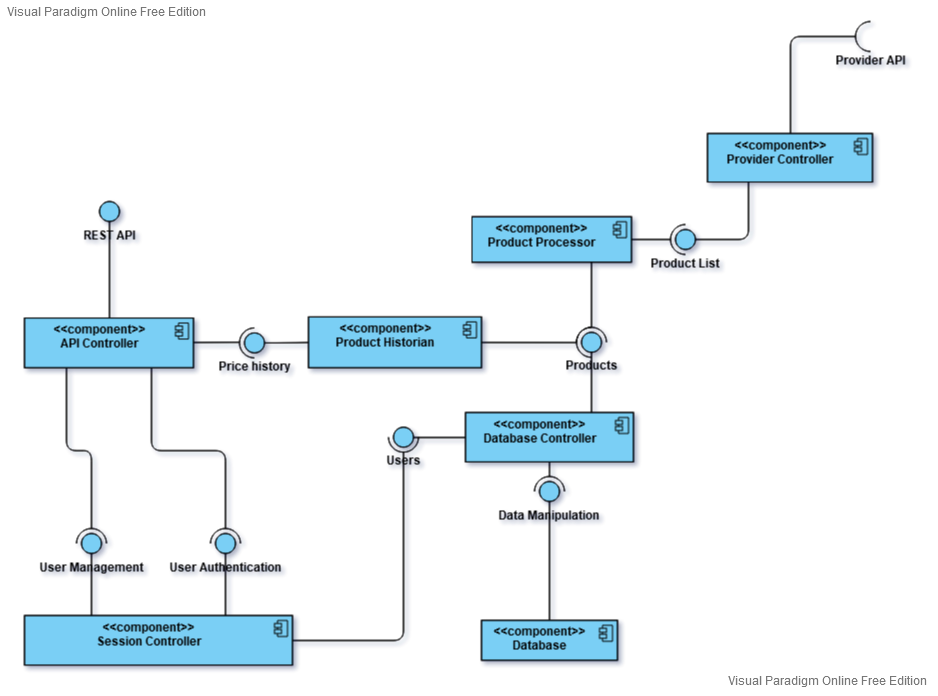 Visual Paradigm Online Free Edition
Provider API
<<component>>
Provider Controller
REST API
<<component>>
Product Processor
Product List
<<component>>
API Controller
Price history
<<component>>
Product Historian
Products
<<component>>
Database Controller
Users
Data Manipulation
User Management
User Authentication
<<component>>
Session Controller
<<component>>
Database
Visual Paradigm Online Free Edition